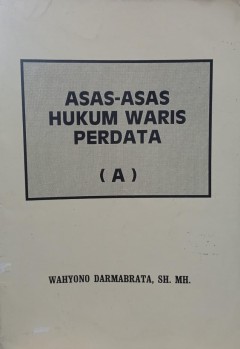 ASAS-ASAS
HUKUM WARIS
PERDATA
( A )
WAHYONO DARMABRATA, SH. MH.